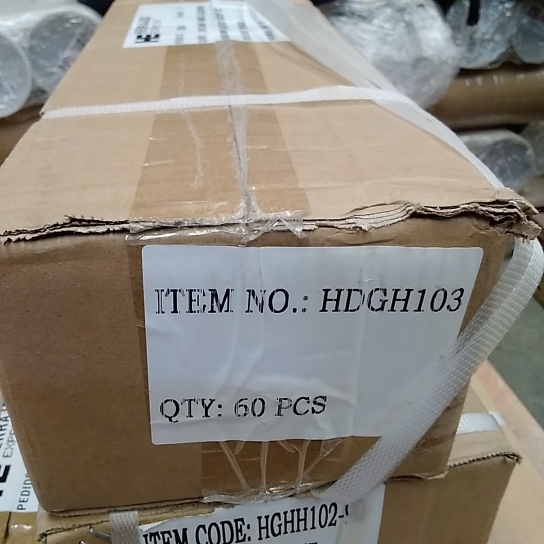 ITEM NO.: HDGH103
QTY: 60 PCS
ITEM CODE: HGHH102-